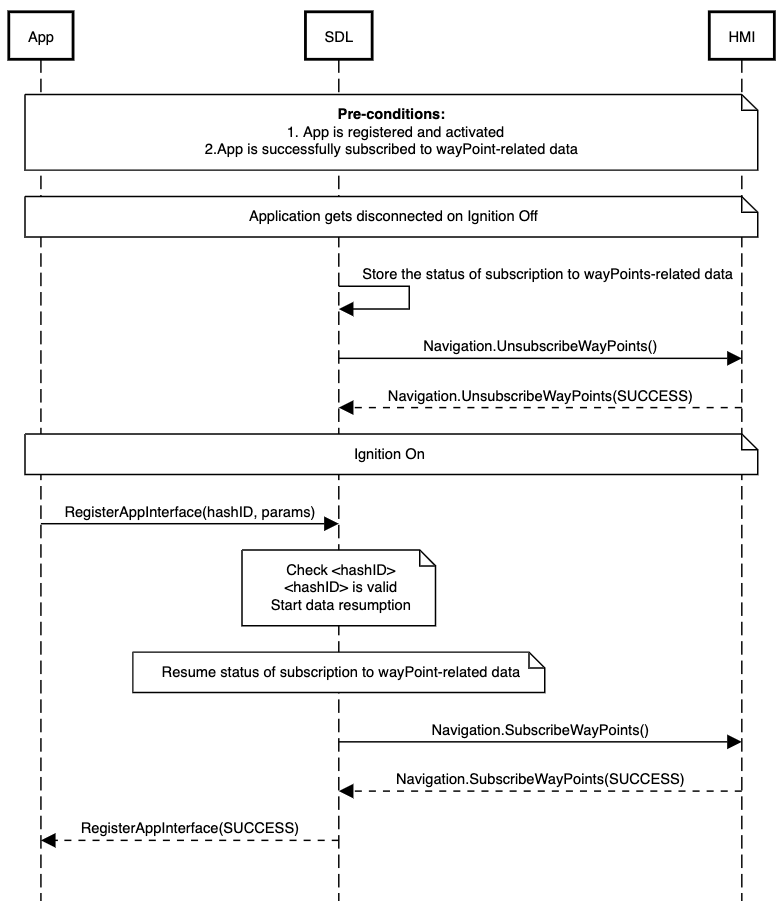 App
SDL
HMI
Pre-conditions:
1. App is registered and activated
2.App is successfully subscribed to wayPoint-related data
Application gets disconnected on Ignition Off
Store the status of subscription to wayPoints-related data
Navigation.UnsubscribeWayPoints()
Navigation.UnsubscribeWayPoints(SUCCESS)
Ignition On
RegisterAppInterface(hashID, params)
Check <hashID>
<hashID> is valid
Start data resumption
Resume status of subscription to wayPoint-related data
Navigation.SubscribeWayPoints()
Navigation.SubscribeWayPoints(SUCCESS)
RegisterAppInterface(SUCCESS)